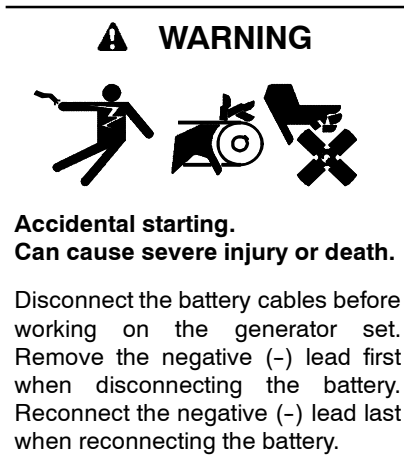 WARNING
Accidental starting.
Can cause severe injury or death.
Disconnect the battery cables before
working on the generator set.
Remove the negative (-) lead first
when disconnecting the battery.
Reconnect the negative (-) lead last
when reconnecting the battery.